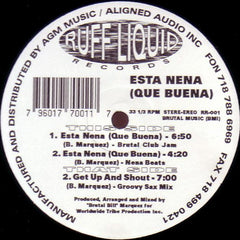 MANUFACTURED AND DISTRIBUTED BY AGM MUSIC / ALIGNED AUDIO INC
FON 718 788 6969
FAX 718 499 0421
RUFF LIQUID
RECORDS
ESTA NENA
(QUE BUENA)
7 96017 70011 7
33 1/3 RPM STERE-EREO RR-001
BRUTAL MUSIC (BMI)
THIS SIDE
1. Esta Nena (Que Buena) - 6:50
(B. Marquez) - Brutal Club Jam
2. Esta Nena (Que Buena) - 4:20
(B. Marquez) - Nena Beats
THAT SIDE
2. Get Up And Shout - 7:00
(B. Marquez) - Groovy Sax Mix
Produced, Arranged and Mixed by
"Brutal Bill" Marquez for
Worldwide Tribe Production Inc.